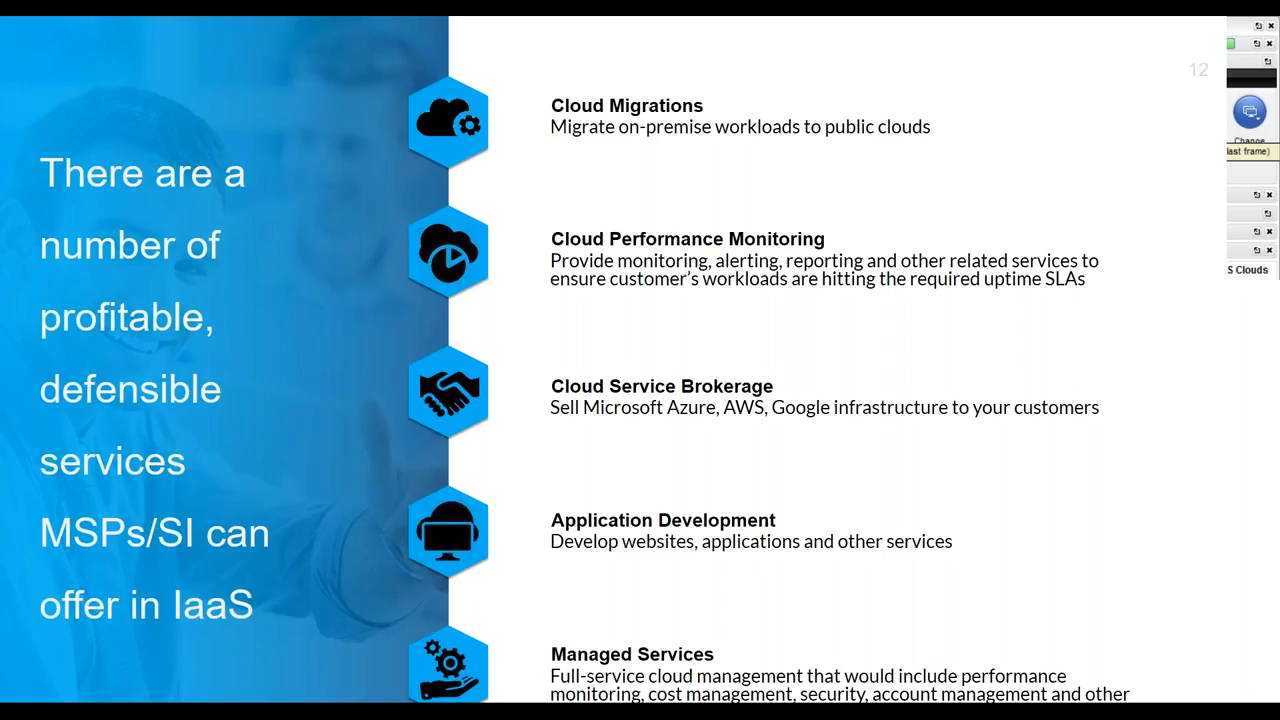 There are a
number of
profitable,
defensible
services
MSPs/SI can
offer in IaaS
12
Cloud Migrations
Migrate on-premise workloads to public clouds
Cloud Performance Monitoring
Provide monitoring, alerting, reporting and other related services to
ensure customer’s workloads are hitting the required uptime SLAs
Cloud Service Brokerage
Sell Microsoft Azure, AWS, Google infrastructure to your customers
Application Development
Develop websites, applications and other services
Managed Services
Full-service cloud management that would include performance
monitoring, cost management, security, account management and other
Change
last frame)
S Clouds